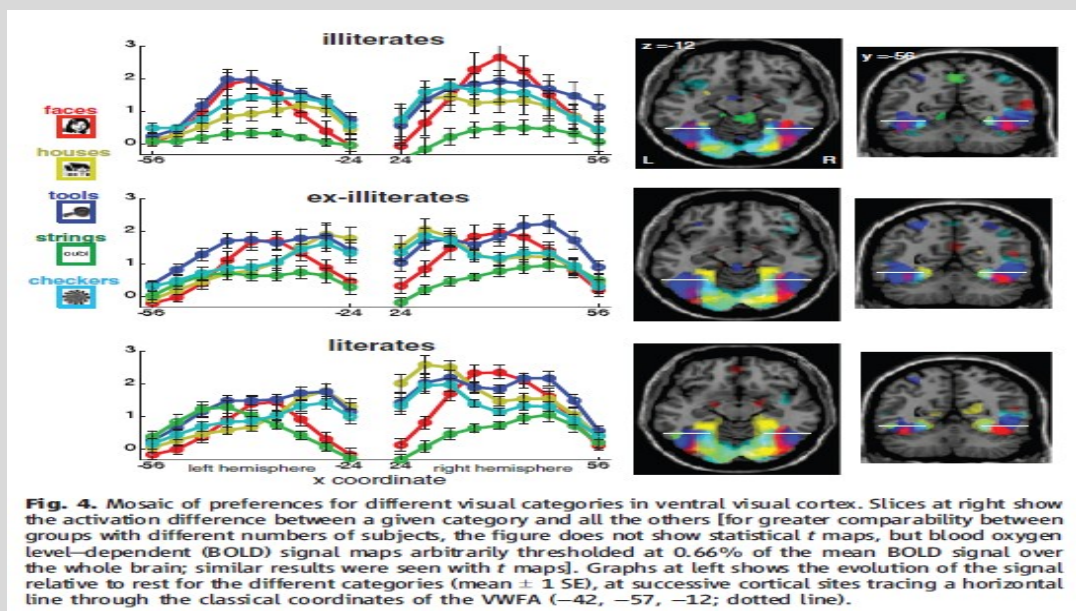 illiterates
3
2
1
0
-56
-24
24
56
z =-12
y =-56
L
R
faces
houses
tools
strings
checkers
ex-illiterates
3
2
1
0
-56
-24
24
56
literates
3
2
1
0
-56
left hemisphere
-24
24
right hemisphere
56
x coordinate
Fig. 4. Mosaic of preferences for different visual categories in ventral visual cortex. Slices at right show
the activation difference between a given category and all the others [for greater comparability between
groups with different numbers of subjects, the figure does not show statistical t maps, but blood oxygen
level–dependent (BOLD) signal maps arbitrarily thresholded at 0.66% of the mean BOLD signal over
the whole brain; similar results were seen with t maps]. Graphs at left shows the evolution of the signal
relative to rest for the different categories (mean ± 1 SE), at successive cortical sites tracing a horizontal
line through the classical coordinates of the VWFA (−42, −57, −12; dotted line).